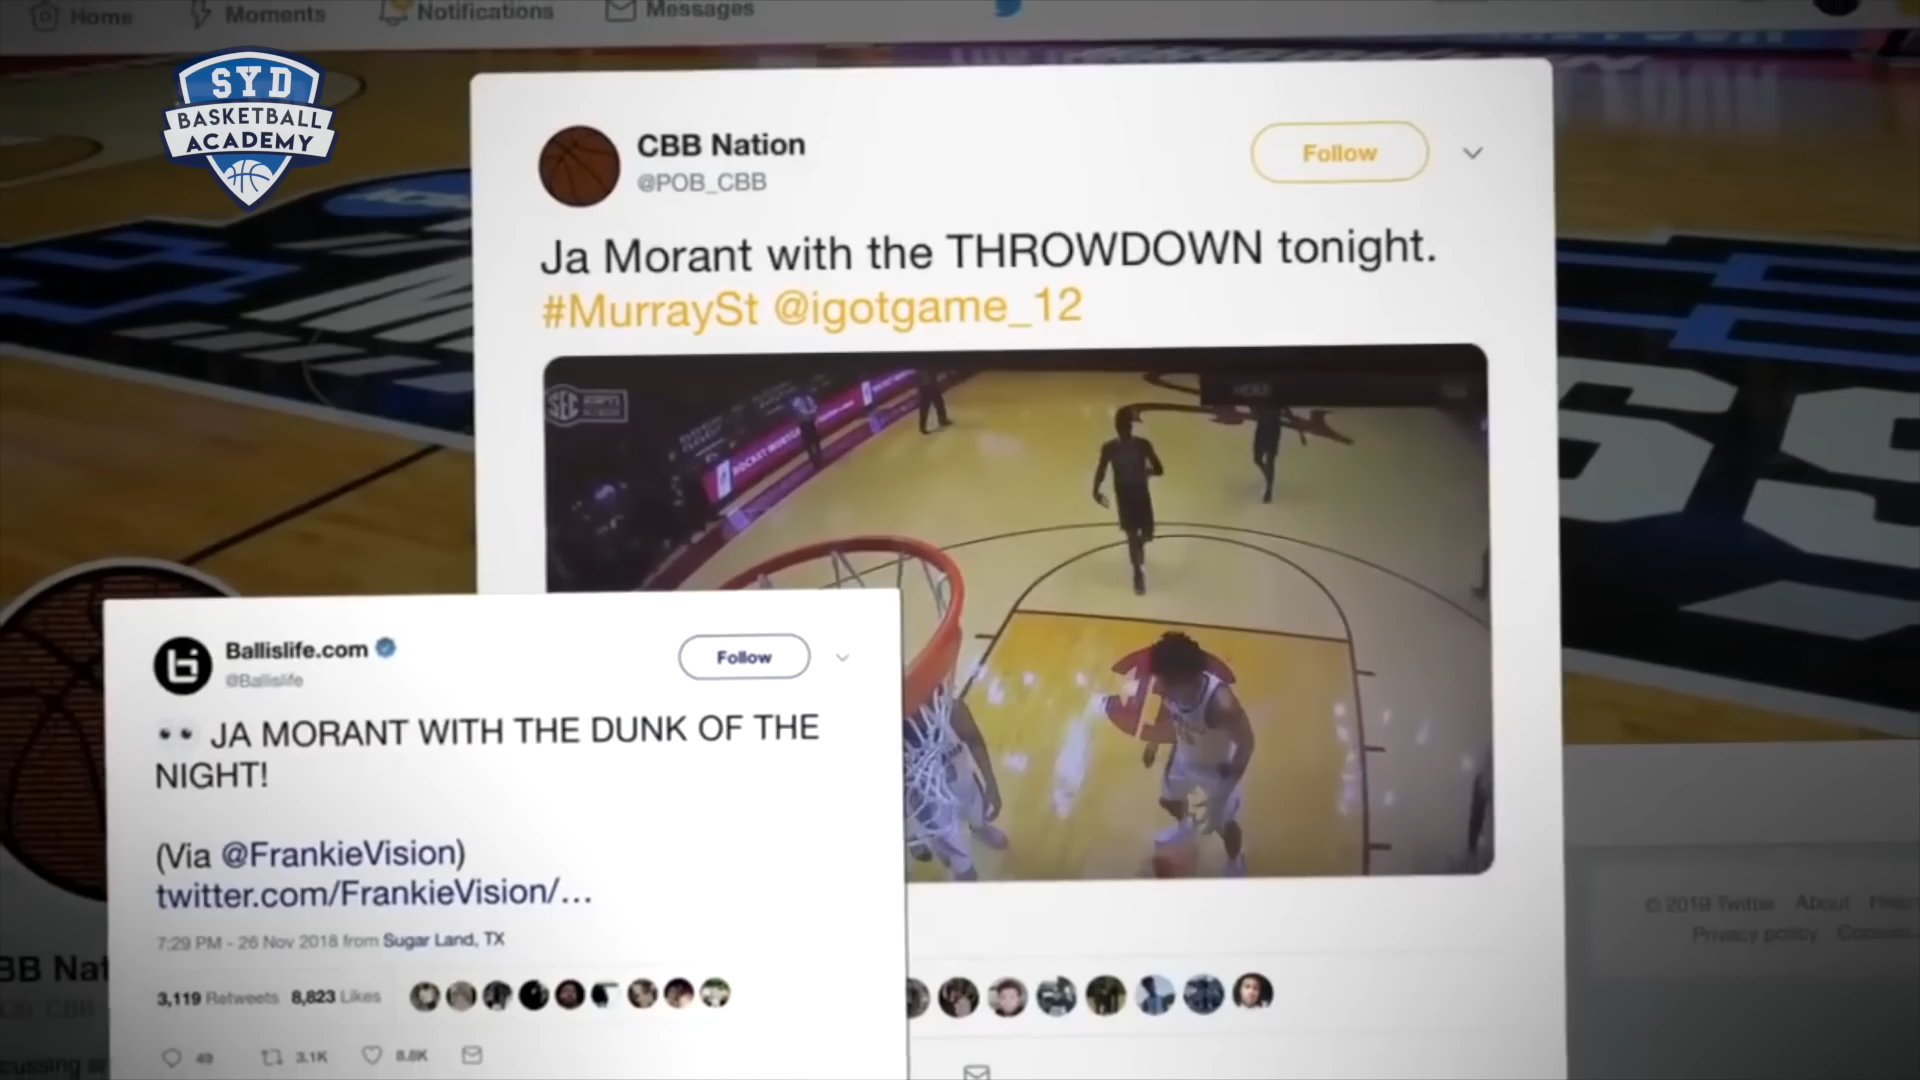 Home
Moments
Notifications
Messages
SYD
BASKETBALL
ACADEMY
CBB Nation
@POB_CBB
Follow
Ja Morant with the THROWDOWN tonight.
#MurraySt @igotgame_12
SEC
Ballislife.com
@Ballislife
Follow
JA MORANT WITH THE DUNK OF THE
NIGHT!
(Via @FrankieVision)
twitter.com/FrankieVision/...
7:29 PM - 26 Nov 2018 from Sugar Land, TX
3,119 Retweets 8,823 Likes
49
3.1K
8.8K
© 2019 Twitter About
Privacy policy